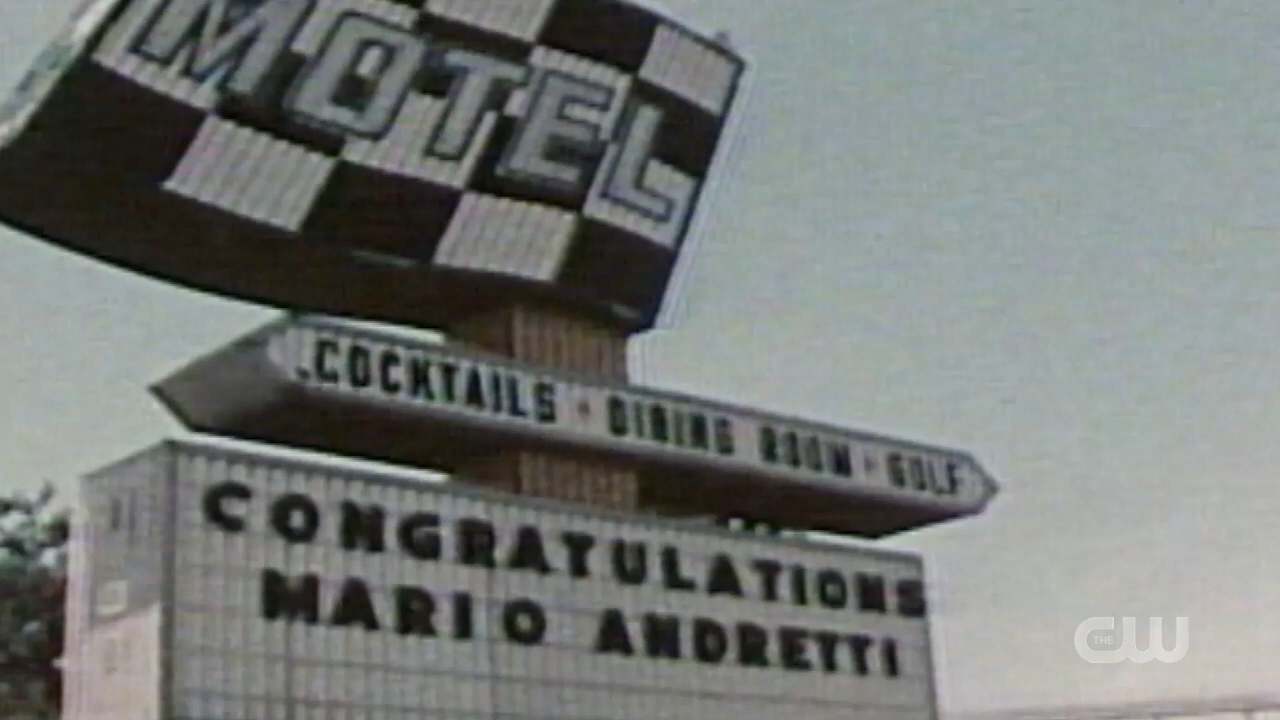 MOTEL
COCKTAILS · DINING ROOM · GOLF
CONGRATULATIONS
MARIO ANDRETTI
THE CW